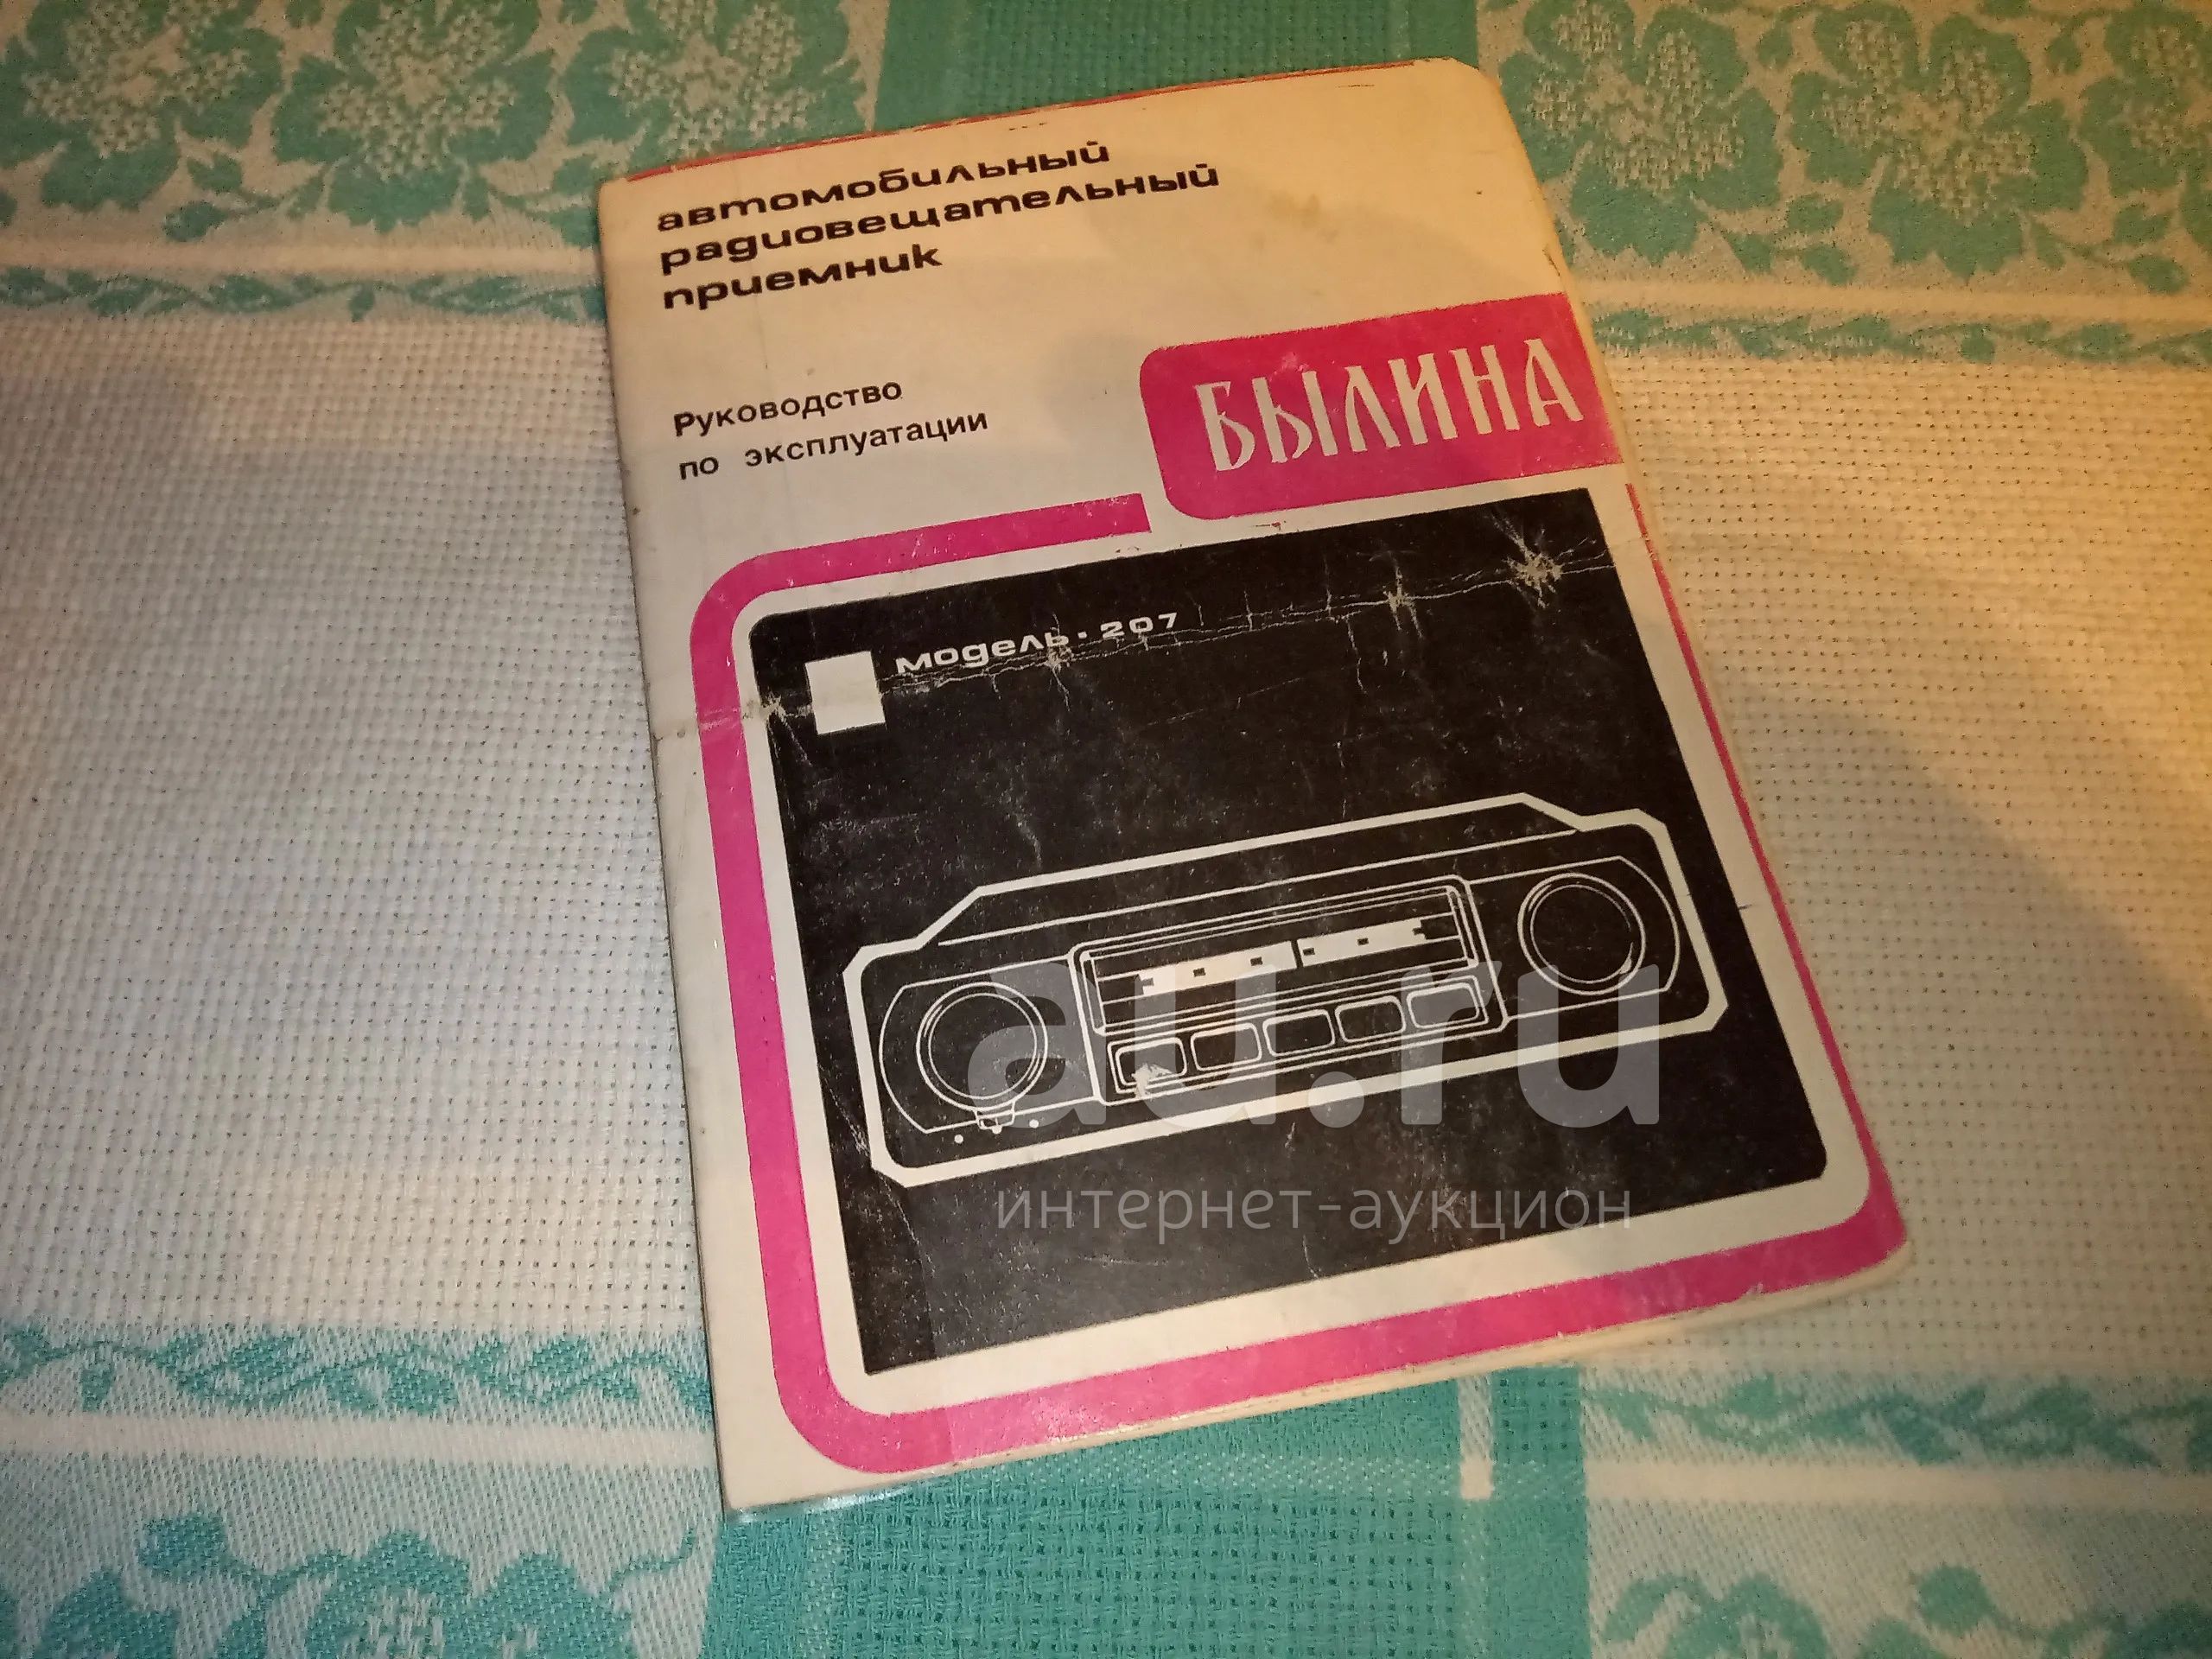 автомобильный
радиовещательный
приемник
Руководство
по эксплуатации
БЫЛИНА
модель·207
au.ru
интернет-аукцион